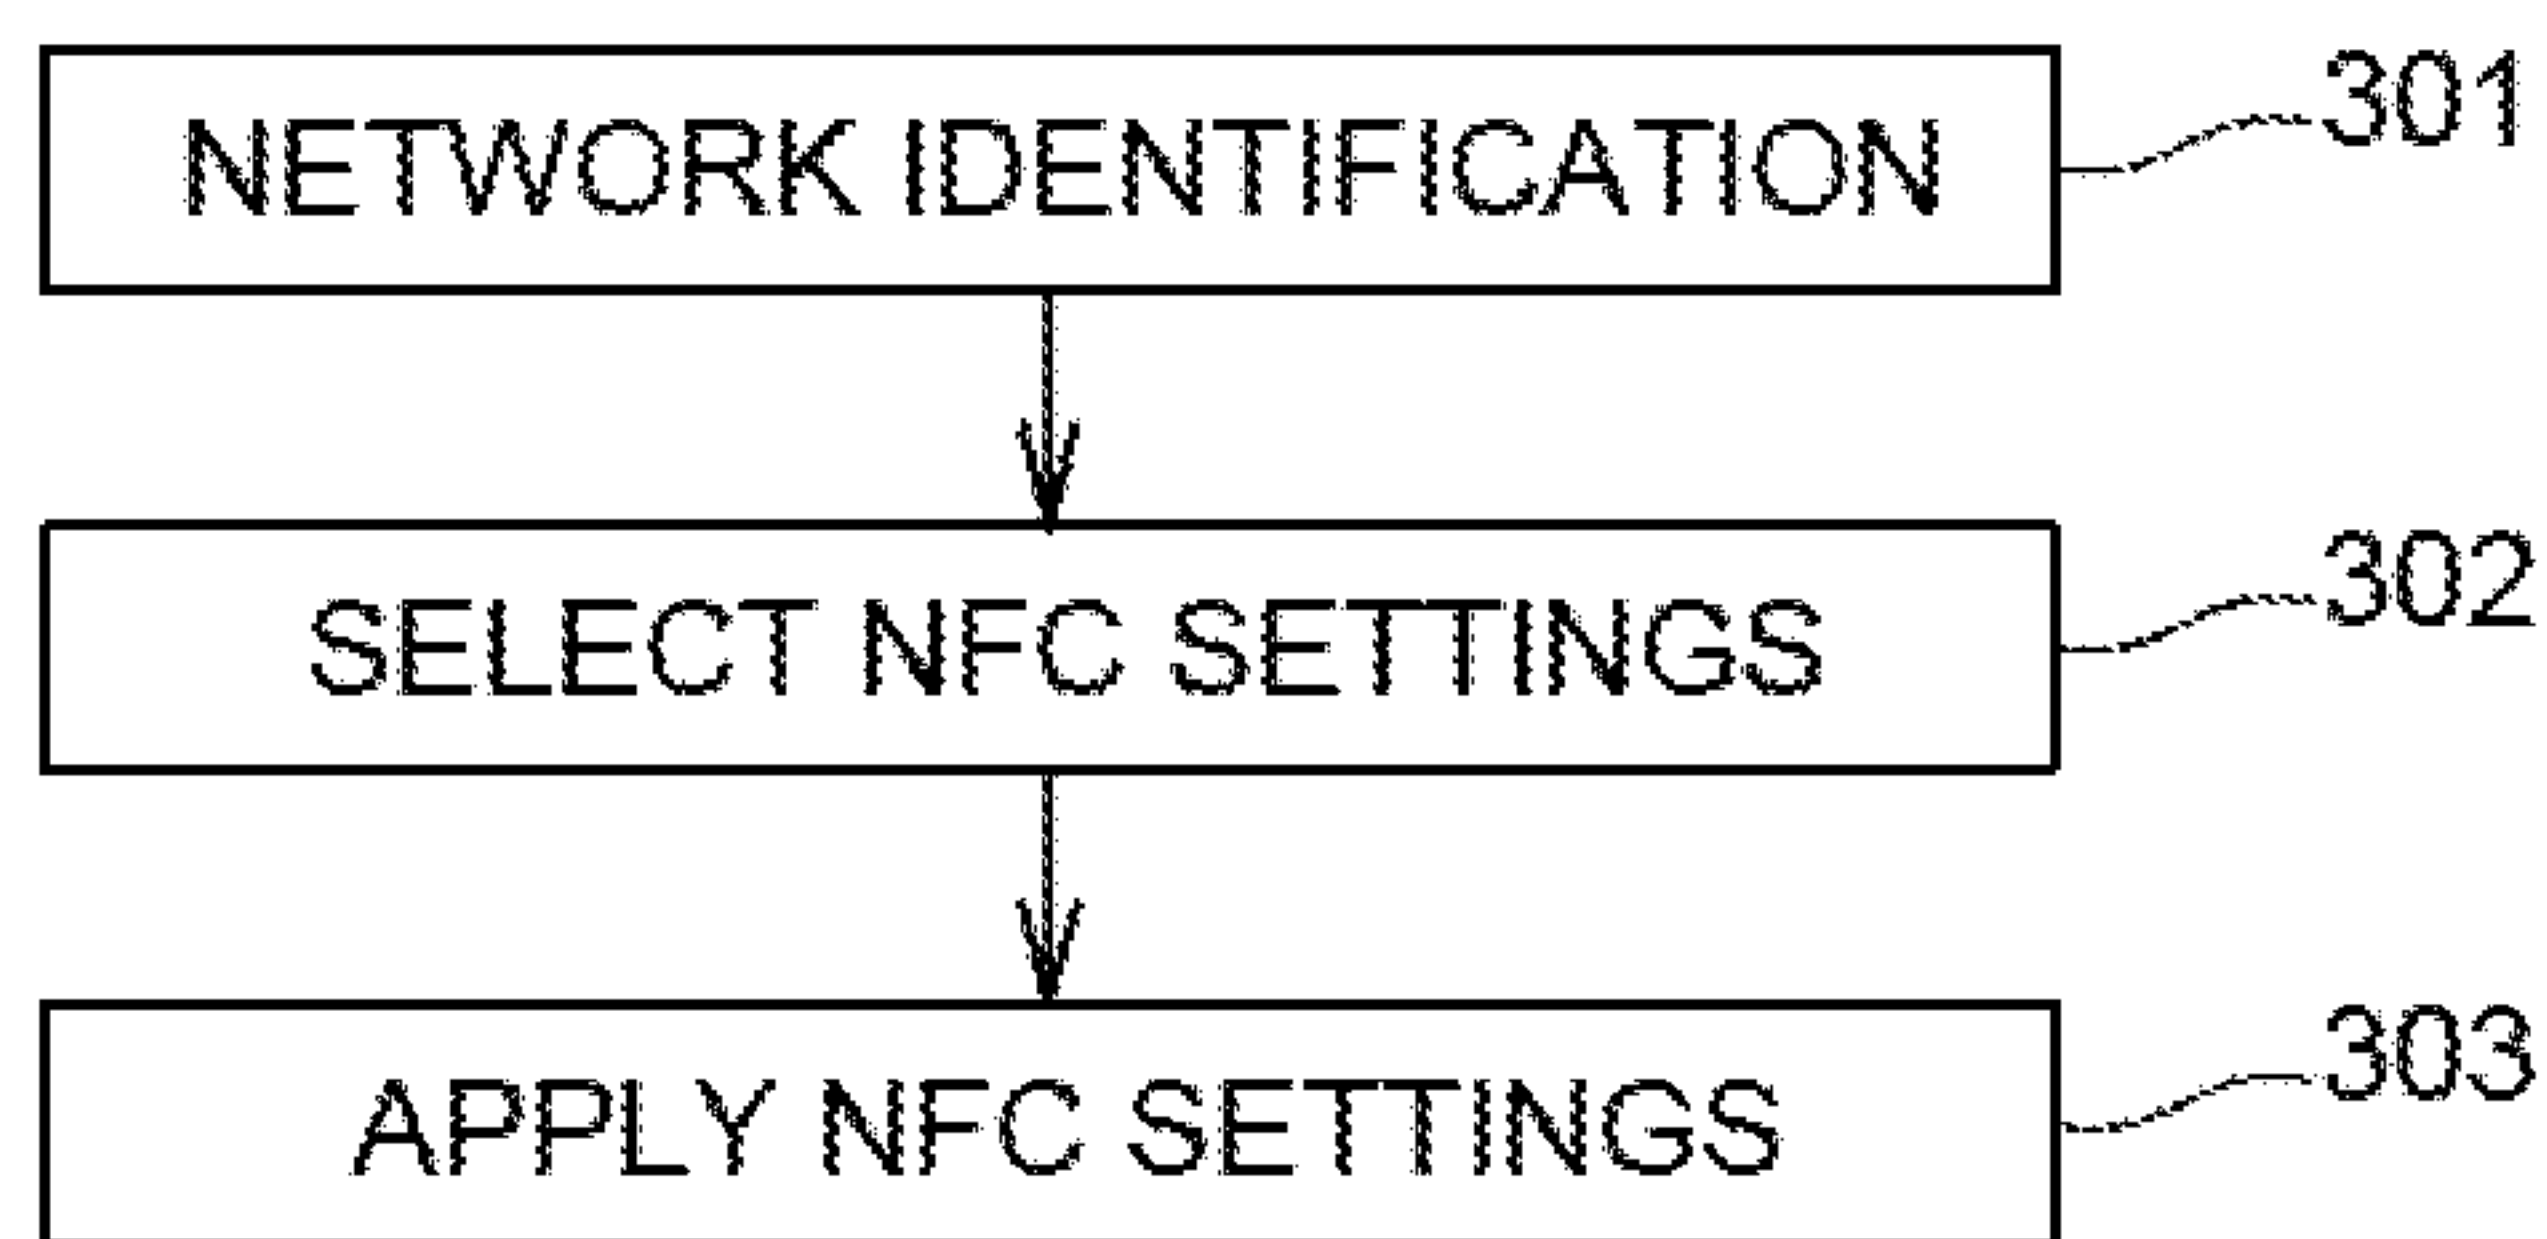 NETWORK IDENTIFICATION 301
SELECT NFC SETTINGS 302
APPLY NFC SETTINGS 303